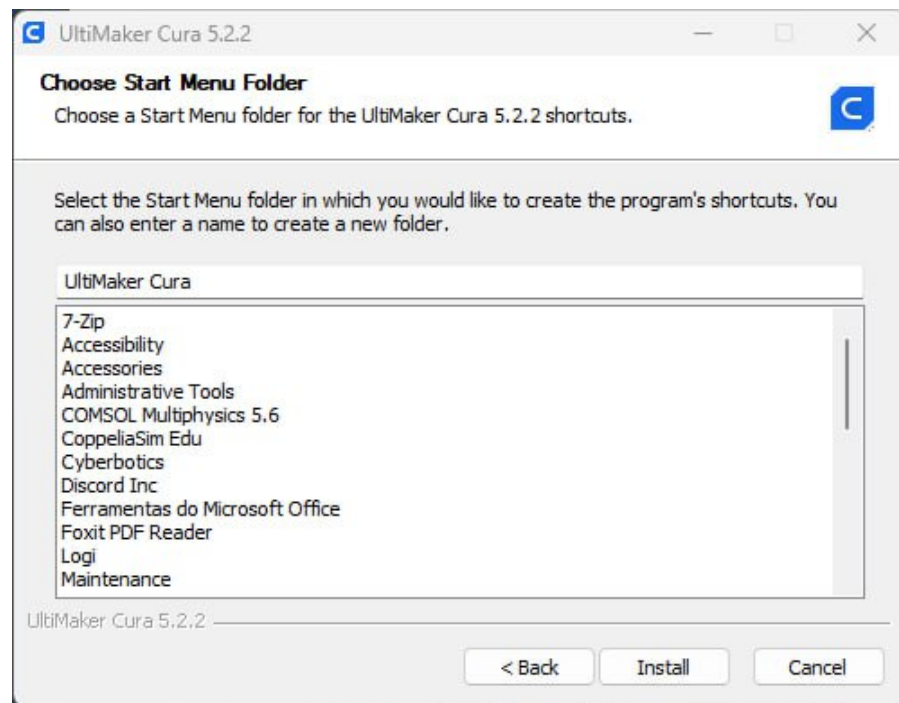 UltiMaker Cura 5.2.2
Choose Start Menu Folder
Choose a Start Menu folder for the UltiMaker Cura 5.2.2 shortcuts.
Select the Start Menu folder in which you would like to create the program's shortcuts. You
can also enter a name to create a new folder.
UltiMaker Cura
7-Zip
Accessibility
Accessories
Administrative Tools
COMSOL Multiphysics 5.6
CoppeliaSim Edu
Cyberbotics
Discord Inc
Ferramentas do Microsoft Office
Foxit PDF Reader
Logi
Maintenance
UltiMaker Cura 5.2.2
< Back Install Cancel